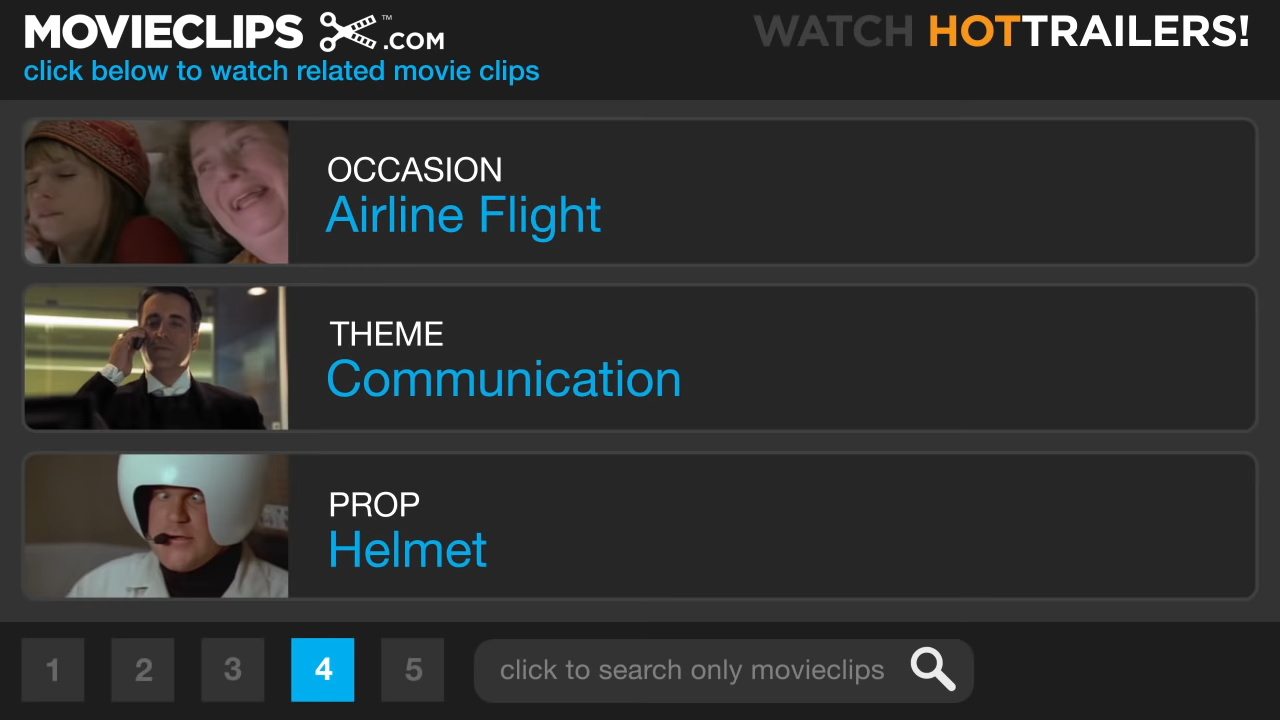 MOVIECLIPS ™ .COM
WATCH HOTTRAILERS!
click below to watch related movie clips
OCCASION
Airline Flight
THEME
Communication
PROP
Helmet
1 2 3 4 5 click to search only movieclips